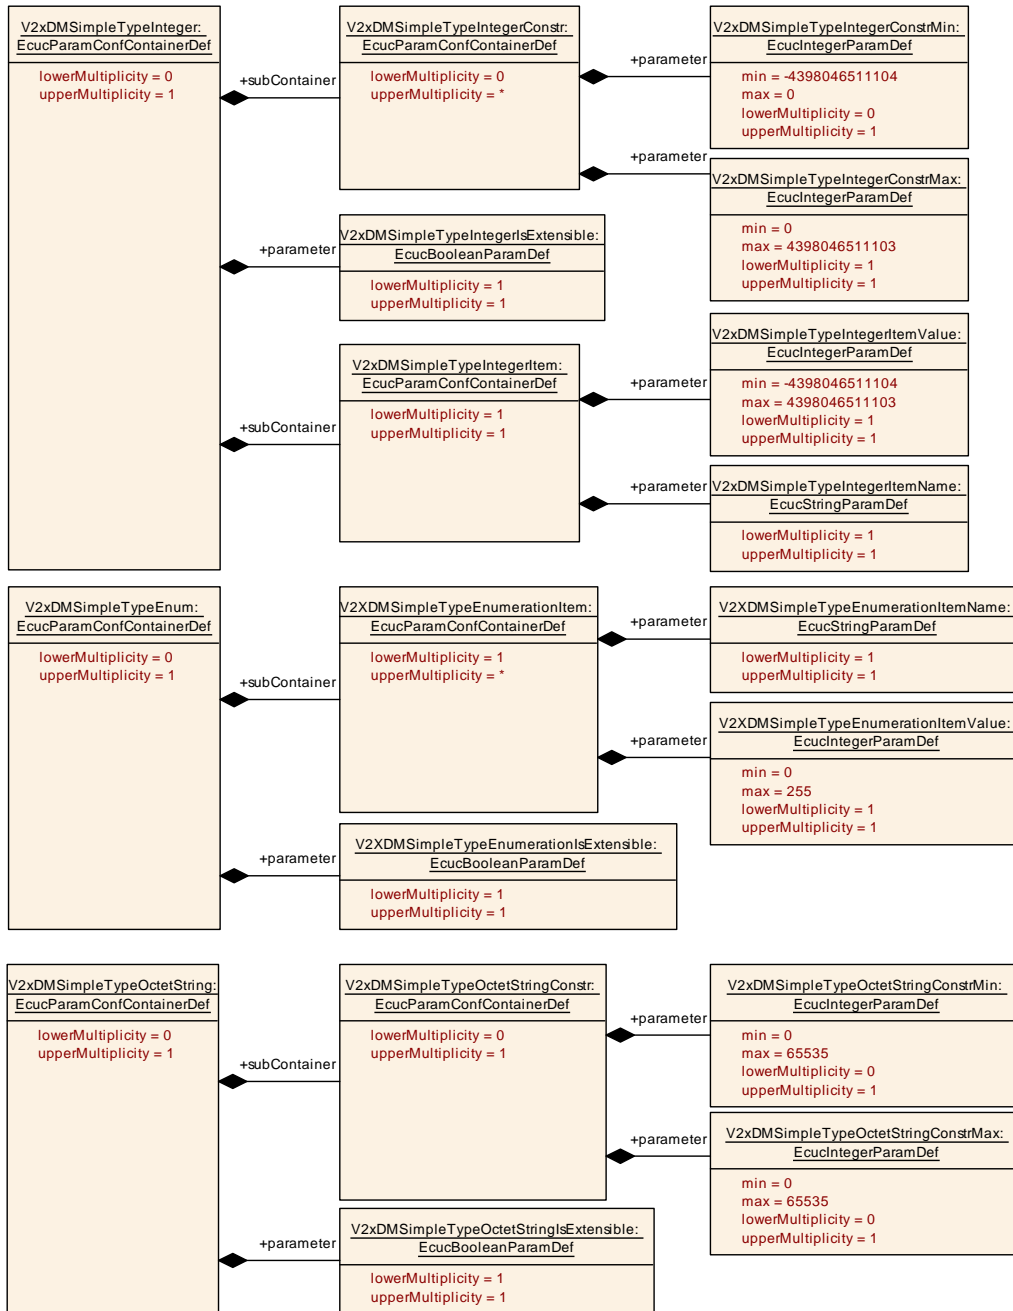 V2xDMSimpleTypeInteger:
EcucParamConfContainerDef
lowerMultiplicity = 0
upperMultiplicity = 1
+subContainer
V2xDMSimpleTypeIntegerConstr:
EcucParamConfContainerDef
lowerMultiplicity = 0
upperMultiplicity = *
+parameter
V2xDMSimpleTypeIntegerConstrMin:
EcucIntegerParamDef
min = -4398046511104
max = 0
lowerMultiplicity = 0
upperMultiplicity = 1
+parameter
V2xDMSimpleTypeIntegerConstrMax:
EcucIntegerParamDef
min = 0
max = 4398046511103
lowerMultiplicity = 1
upperMultiplicity = 1
+parameter
V2xDMSimpleTypeIntegerIsExtensible:
EcucBooleanParamDef
lowerMultiplicity = 1
upperMultiplicity = 1
+subContainer
V2xDMSimpleTypeIntegerItem:
EcucParamConfContainerDef
lowerMultiplicity = 1
upperMultiplicity = 1
+parameter
V2xDMSimpleTypeIntegerItemValue:
EcucIntegerParamDef
min = -4398046511104
max = 4398046511103
lowerMultiplicity = 1
upperMultiplicity = 1
+parameter
V2xDMSimpleTypeIntegerItemName:
EcucStringParamDef
lowerMultiplicity = 1
upperMultiplicity = 1
V2xDMSimpleTypeEnum:
EcucParamConfContainerDef
lowerMultiplicity = 0
upperMultiplicity = 1
+subContainer
V2XDMSimpleTypeEnumerationItem:
EcucParamConfContainerDef
lowerMultiplicity = 1
upperMultiplicity = *
+parameter
V2XDMSimpleTypeEnumerationItemName:
EcucStringParamDef
lowerMultiplicity = 1
upperMultiplicity = 1
+parameter
V2XDMSimpleTypeEnumerationItemValue:
EcucIntegerParamDef
min = 0
max = 255
lowerMultiplicity = 1
upperMultiplicity = 1
+parameter
V2XDMSimpleTypeEnumerationIsExtensible:
EcucBooleanParamDef
lowerMultiplicity = 1
upperMultiplicity = 1
V2xDMSimpleTypeOctetString:
EcucParamConfContainerDef
lowerMultiplicity = 0
upperMultiplicity = 1
+subContainer
V2xDMSimpleTypeOctetStringConstr:
EcucParamConfContainerDef
lowerMultiplicity = 0
upperMultiplicity = 1
+parameter
V2xDMSimpleTypeOctetStringConstrMin:
EcucIntegerParamDef
min = 0
max = 65535
lowerMultiplicity = 0
upperMultiplicity = 1
+parameter
V2xDMSimpleTypeOctetStringConstrMax:
EcucIntegerParamDef
min = 0
max = 65535
lowerMultiplicity = 0
upperMultiplicity = 1
+parameter
V2xDMSimpleTypeOctetStringIsExtensible:
EcucBooleanParamDef
lowerMultiplicity = 1
upperMultiplicity = 1